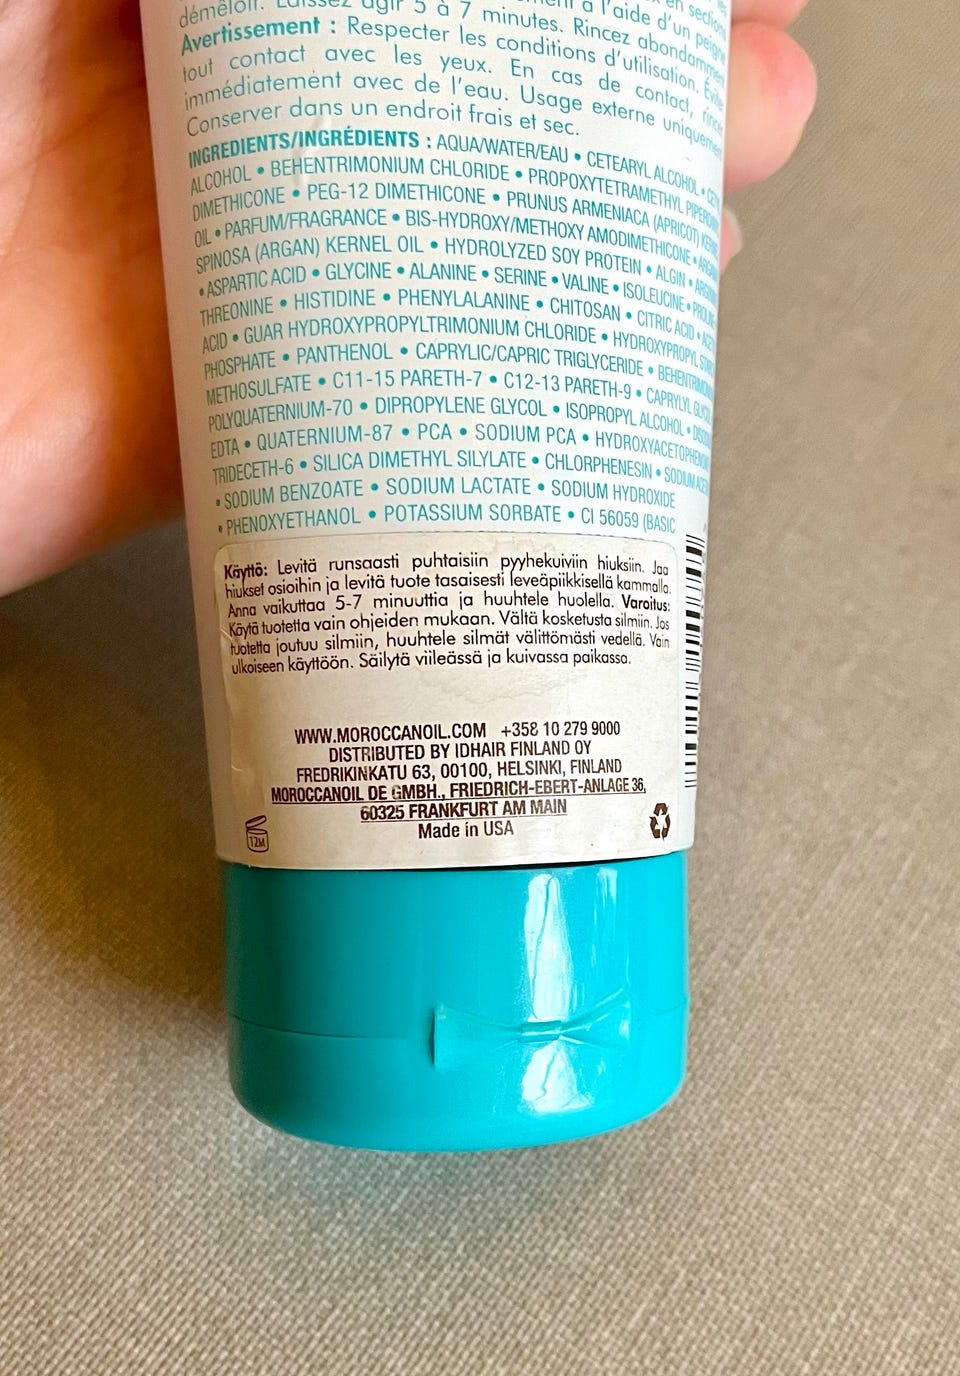 démêloir. Laissez agir 5 à 7 minutes. Rincez abondamment
à l'aide d'un peigne
en sections
Avertissement : Respecter les conditions d'utilisation. Évitez
tout contact avec les yeux. En cas de contact, rincer
immédiatement avec de l'eau. Usage externe uniquement.
Conserver dans un endroit frais et sec.
INGREDIENTS/INGRÉDIENTS : AQUA/WATER/EAU • CETEARYL ALCOHOL •
ALCOHOL • BEHENTRIMONIUM CHLORIDE • PROPOXYTETRAMETHYL
DIMETHICONE • PEG-12 DIMETHICONE • PRUNUS ARMENIACA (APRICOT)
OIL • PARFUM/FRAGRANCE • BIS-HYDROXY/METHOXY AMODIMETHICONE •
SPINOSA (ARGAN) KERNEL OIL • HYDROLYZED SOY PROTEIN • ALGIN •
• ASPARTIC ACID • GLYCINE • ALANINE • SERINE • VALINE • ISOLEUCINE •
THREONINE • HISTIDINE • PHENYLALANINE • CHITOSAN • CITRIC ACID •
ACID • GUAR HYDROXYPROPYLTRIMONIUM CHLORIDE • HYDROXYPROPYL
PHOSPHATE • PANTHENOL • CAPRYLIC/CAPRIC TRIGLYCERIDE •
METHOSULFATE • C11-15 PARETH-7 • C12-13 PARETH-9 • CAPRYLYL
POLYQUATERNIUM-70 • DIPROPYLENE GLYCOL • ISOPROPYL ALCOHOL •
EDTA • QUATERNIUM-87 • PCA • SODIUM PCA •
TRIDECETH-6 • SILICA DIMETHYL SILYLATE • CHLORPHENESIN • SODIUM
• SODIUM BENZOATE • SODIUM LACTATE • SODIUM HYDROXIDE
• PHENOXYETHANOL • POTASSIUM SORBATE • CI 56059 (BASIC
Käyttö: Levitä runsaasti puhtaisiin pyyhekuiviin hiuksiin. Jaa
hiukset osioihin ja levitä tuote tasaisesti leveäpiikkisellä kammalla.
Anna vaikuttaa 5-7 minuuttia ja huuhtele huolella. Varoitus:
Käytä tuotetta vain ohjeiden mukaan. Vältä kosketusta silmiin. Jos
tuotetta joutuu silmiin, huuhtele silmät välittömästi vedellä. Vain
ulkoiseen käyttöön. Säilytä viileässä ja kuivassa paikassa.
WWW.MOROCCANOIL.COM +358 10 279 9000
DISTRIBUTED BY IDHAIR FINLAND OY
FREDRIKINKATU 63, 00100, HELSINKI, FINLAND
MOROCCANOIL DE GMBH., FRIEDRICH-EBERT-ANLAGE 36,
60325 FRANKFURT AM MAIN
Made in USA
12M